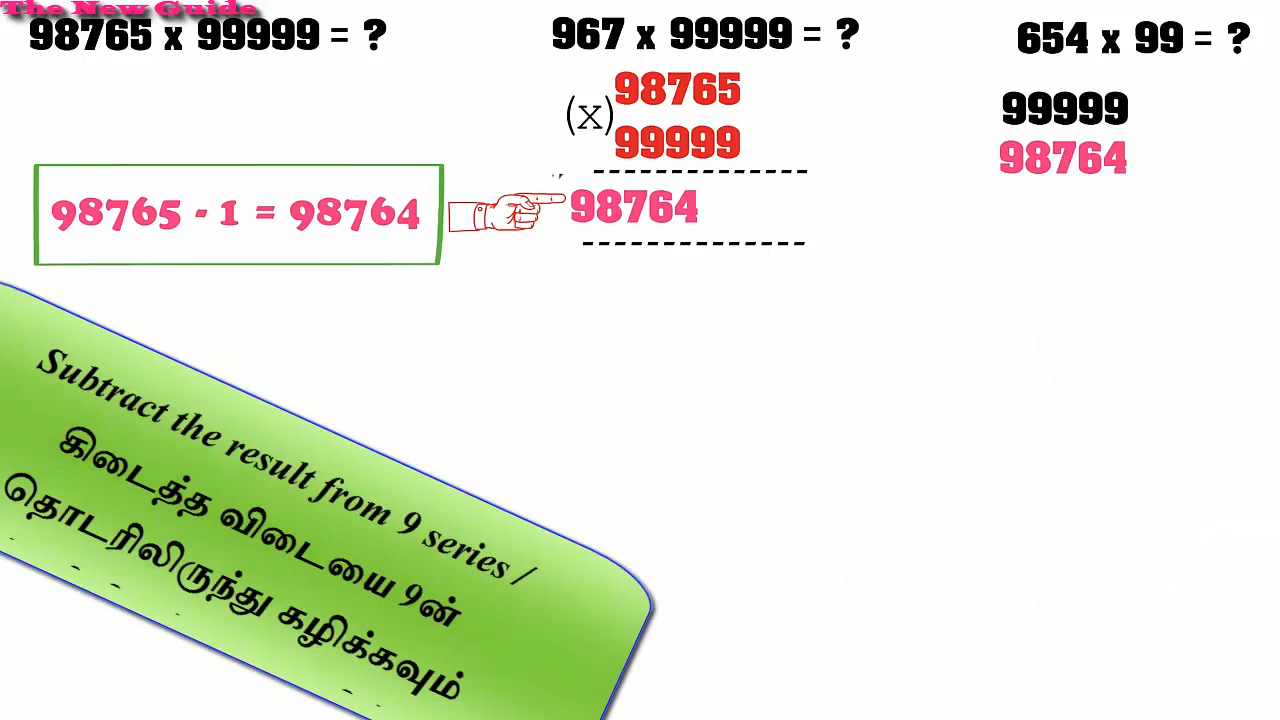 The New Guide
98765 x 99999 = ?
967 x 99999 = ?
654 x 99 = ?
98765
(X)
99999
98764
99999
98764
98765 - 1 = 98764
Subtract the result from 9 series /
கிடைத்த விடையை 9ன்
தொடரிலிருந்து கழிக்கவும்